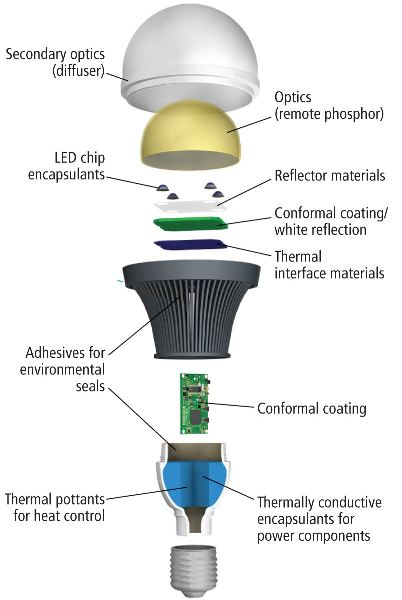 Secondary optics
(diffuser)
Optics
(remote phosphor)
LED chip
encapsulants
Reflector materials
Conformal coating/
white reflection
Thermal
interface materials
Adhesives for
environmental
seals
Conformal coating
Thermal pottants
for heat control
Thermally conductive
encapsulants for
power components